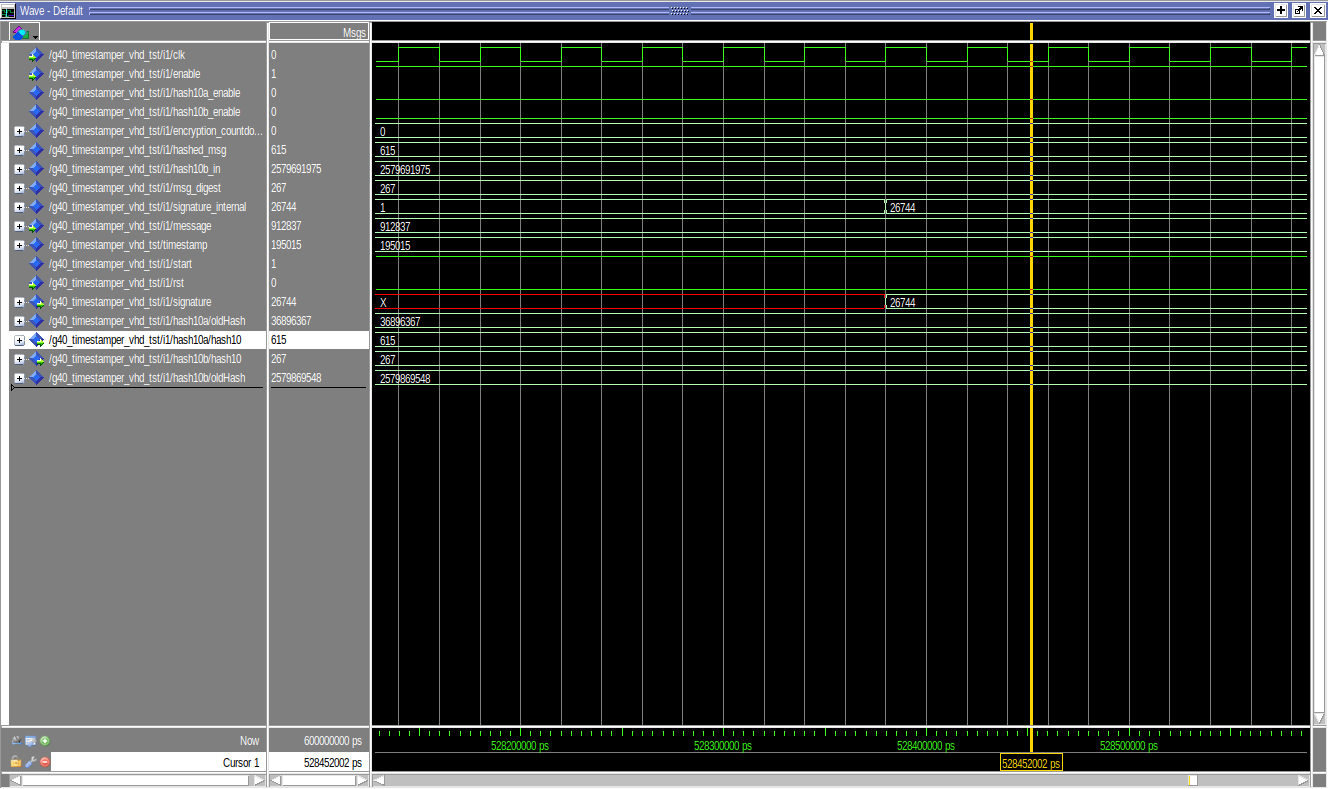 Wave - Default
Msgs
/g40_timestamper_vhd_tst/i1/clk 0
/g40_timestamper_vhd_tst/i1/enable 1
/g40_timestamper_vhd_tst/i1/hash10a_enable 0
/g40_timestamper_vhd_tst/i1/hash10b_enable 0
/g40_timestamper_vhd_tst/i1/encryption_countdo... 0 0
/g40_timestamper_vhd_tst/i1/hashed_msg 615 615
/g40_timestamper_vhd_tst/i1/hash10b_in 2579691975 2579691975
/g40_timestamper_vhd_tst/i1/msg_digest 267 267
/g40_timestamper_vhd_tst/i1/signature_internal 26744 1 26744
/g40_timestamper_vhd_tst/i1/message 912837 912837
/g40_timestamper_vhd_tst/timestamp 195015 195015
/g40_timestamper_vhd_tst/i1/start 1
/g40_timestamper_vhd_tst/i1/rst 0
/g40_timestamper_vhd_tst/i1/signature 26744 X 26744
/g40_timestamper_vhd_tst/i1/hash10a/oldHash 36896367 36896367
/g40_timestamper_vhd_tst/i1/hash10a/hash10 615 615
/g40_timestamper_vhd_tst/i1/hash10b/hash10 267 267
/g40_timestamper_vhd_tst/i1/hash10b/oldHash 2579869548 2579869548
Now 600000000 ps 528200000 ps 528300000 ps 528400000 ps 528500000 ps
Cursor 1 528452002 ps 528452002 ps